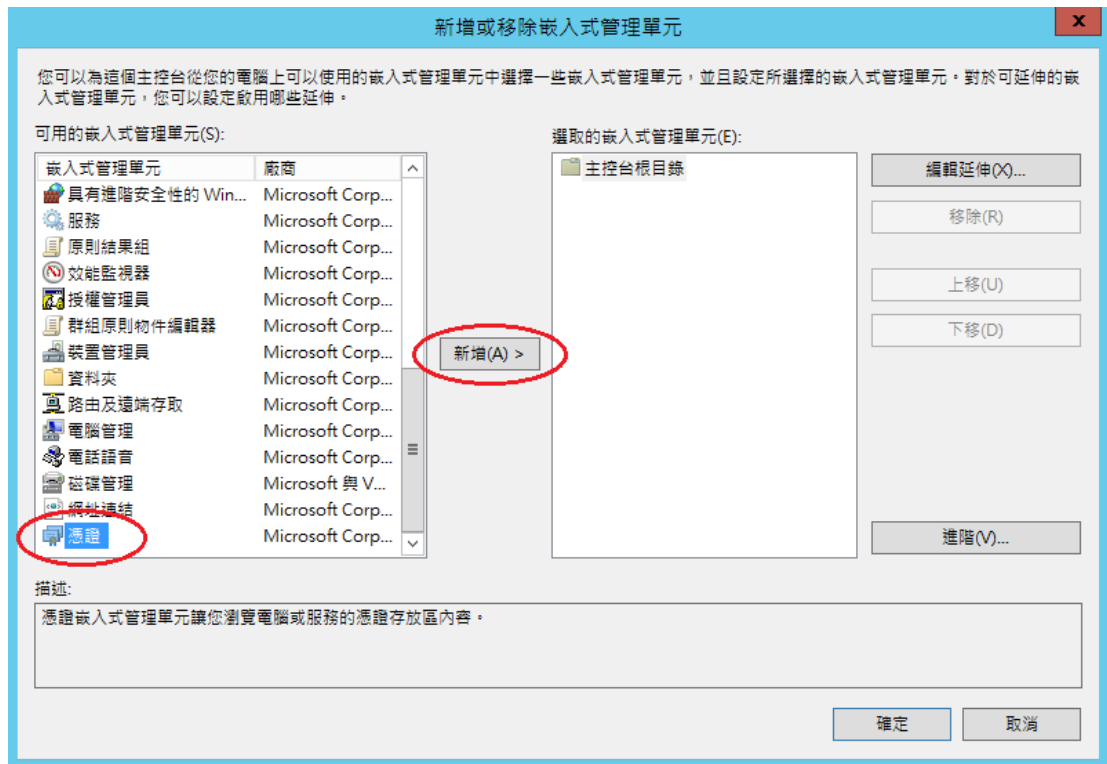 新增或移除嵌入式管理單元
x
您可以為這個主控台從您的電腦上可以使用的嵌入式管理單元中選擇一些嵌入式管理單元，並且設定所選擇的嵌入式管理單元。對於可延伸的嵌
入式管理單元，您可以設定啟用哪些延伸。
可用的嵌入式管理單元(S):
嵌入式管理單元 廠商
具有進階安全性的 Win... Microsoft Corp...
服務 Microsoft Corp...
原則結果組 Microsoft Corp...
效能監視器 Microsoft Corp...
授權管理員 Microsoft Corp...
群組原則物件編輯器 Microsoft Corp...
裝置管理員 Microsoft Corp...
資料夾 Microsoft Corp...
路由及遠端存取 Microsoft Corp...
電腦管理 Microsoft Corp...
電話語音 Microsoft Corp...
磁碟管理 Microsoft 與 V...
網址連結 Microsoft Corp...
憑證 Microsoft Corp...
新增(A) >
選取的嵌入式管理單元(E):
主控台根目錄
編輯延伸(X)...
移除(R)
上移(U)
下移(D)
進階(V)...
描述:
憑證嵌入式管理單元讓您瀏覽電腦或服務的憑證存放區內容。
確定 取消